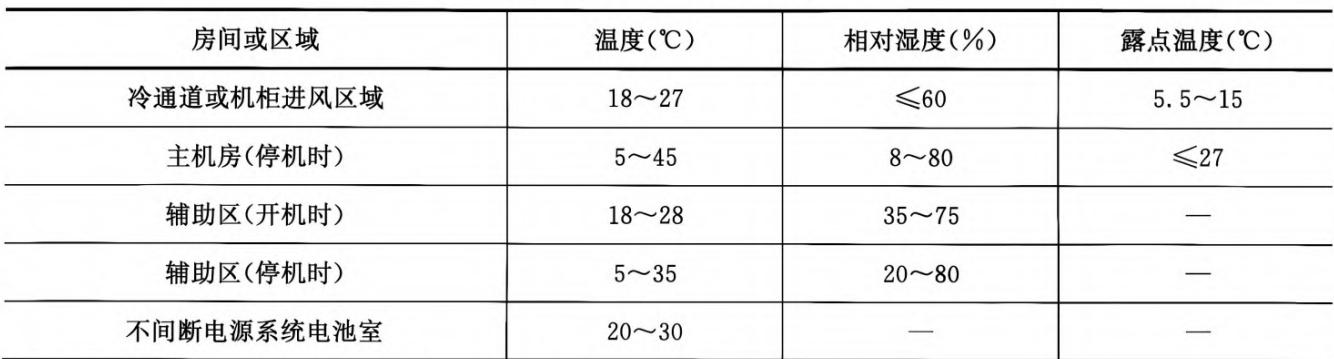 房间或区域 温度(℃) 相对湿度(%) 露点温度(℃)
冷通道或机柜进风区域 18～27 ≤60 5.5～15
主机房(停机时) 5～45 8～80 ≤27
辅助区(开机时) 18～28 35～75 —
辅助区(停机时) 5～35 20～80 —
不间断电源系统电池室 20～30 — —